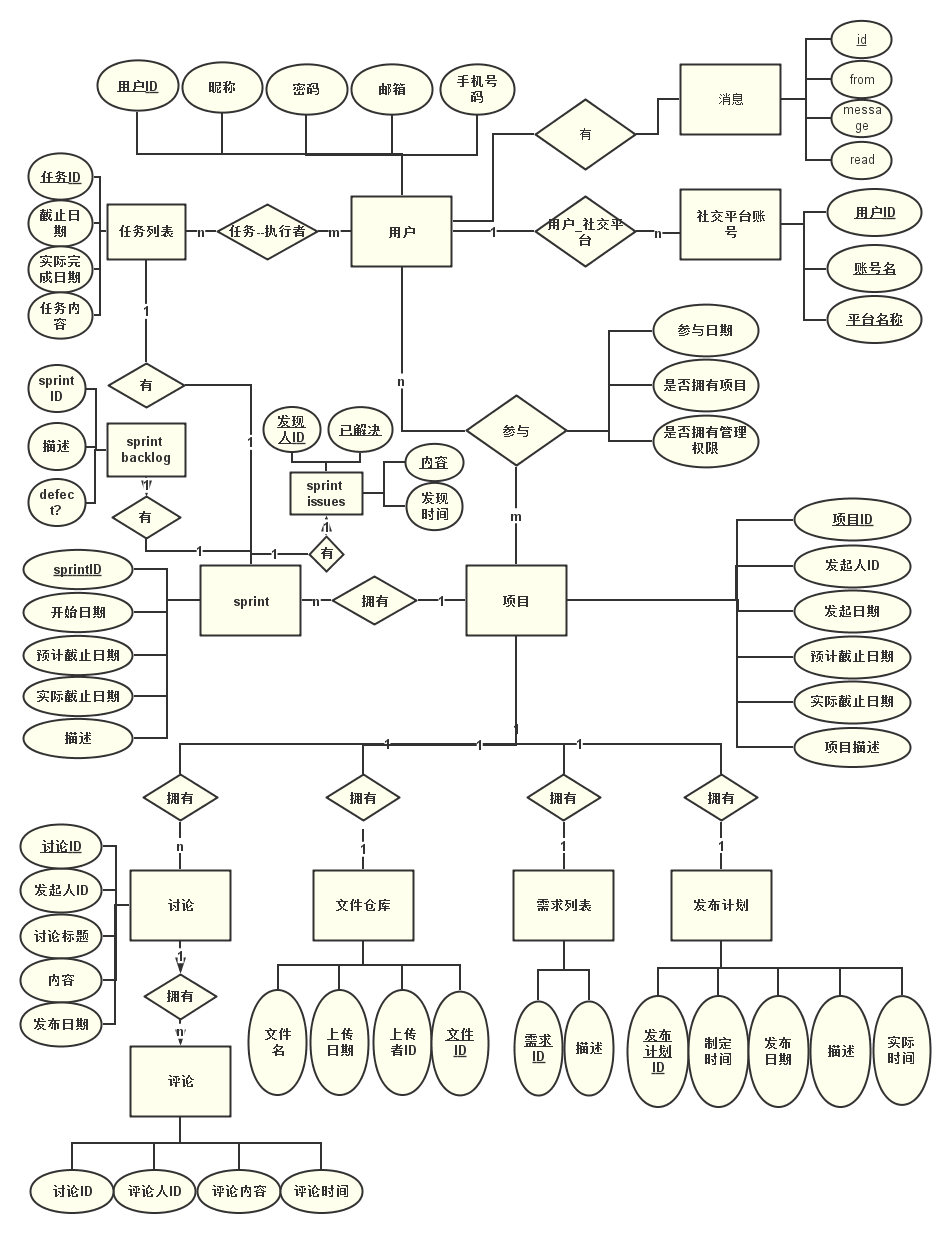 id
from
messa
ge
read
消息
有
用户ID
昵称
密码
邮箱
手机号
码
任务ID
截止日
期
实际完
成日期
任务内
容
任务列表
n
任务--执行者
m
用户
1
用户_社交平
台
n
社交平台账
号
用户ID
账号名
平台名称
1
有
1
n
参与
参与日期
是否拥有项目
是否拥有管理
权限
m
sprint
ID
描述
defec
t?
sprint
backlog
1
有
1
发现
人ID
已解决
sprint
issues
内容
发现
时间
1
有
1
sprintID
开始日期
预计截止日期
实际截止日期
描述
sprint
n
拥有
1
项目
项目ID
发起人ID
发起日期
预计截止日期
实际截止日期
项目描述
1
1
1
1
拥有
拥有
拥有
拥有
n
1
1
1
讨论ID
发起人ID
讨论标题
内容
发布日期
讨论
文件仓库
需求列表
发布计划
1
拥有
n
评论
文件
名
上传
日期
上传
者ID
文件
ID
需求
ID
描述
发布
计划
ID
制定
时间
发布
日期
描述
实际
时间
讨论ID
评论人ID
评论内容
评论时间